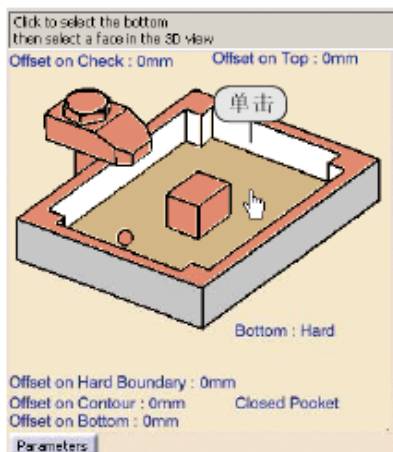 Click to select the bottom
then select a face in the 3D view
Offset on Check : 0mm
Offset on Top : 0mm
单击
Bottom : Hard
Offset on Hard Boundary : 0mm
Offset on Contour : 0mm
Closed Pocket
Offset on Bottom : 0mm
Parameters